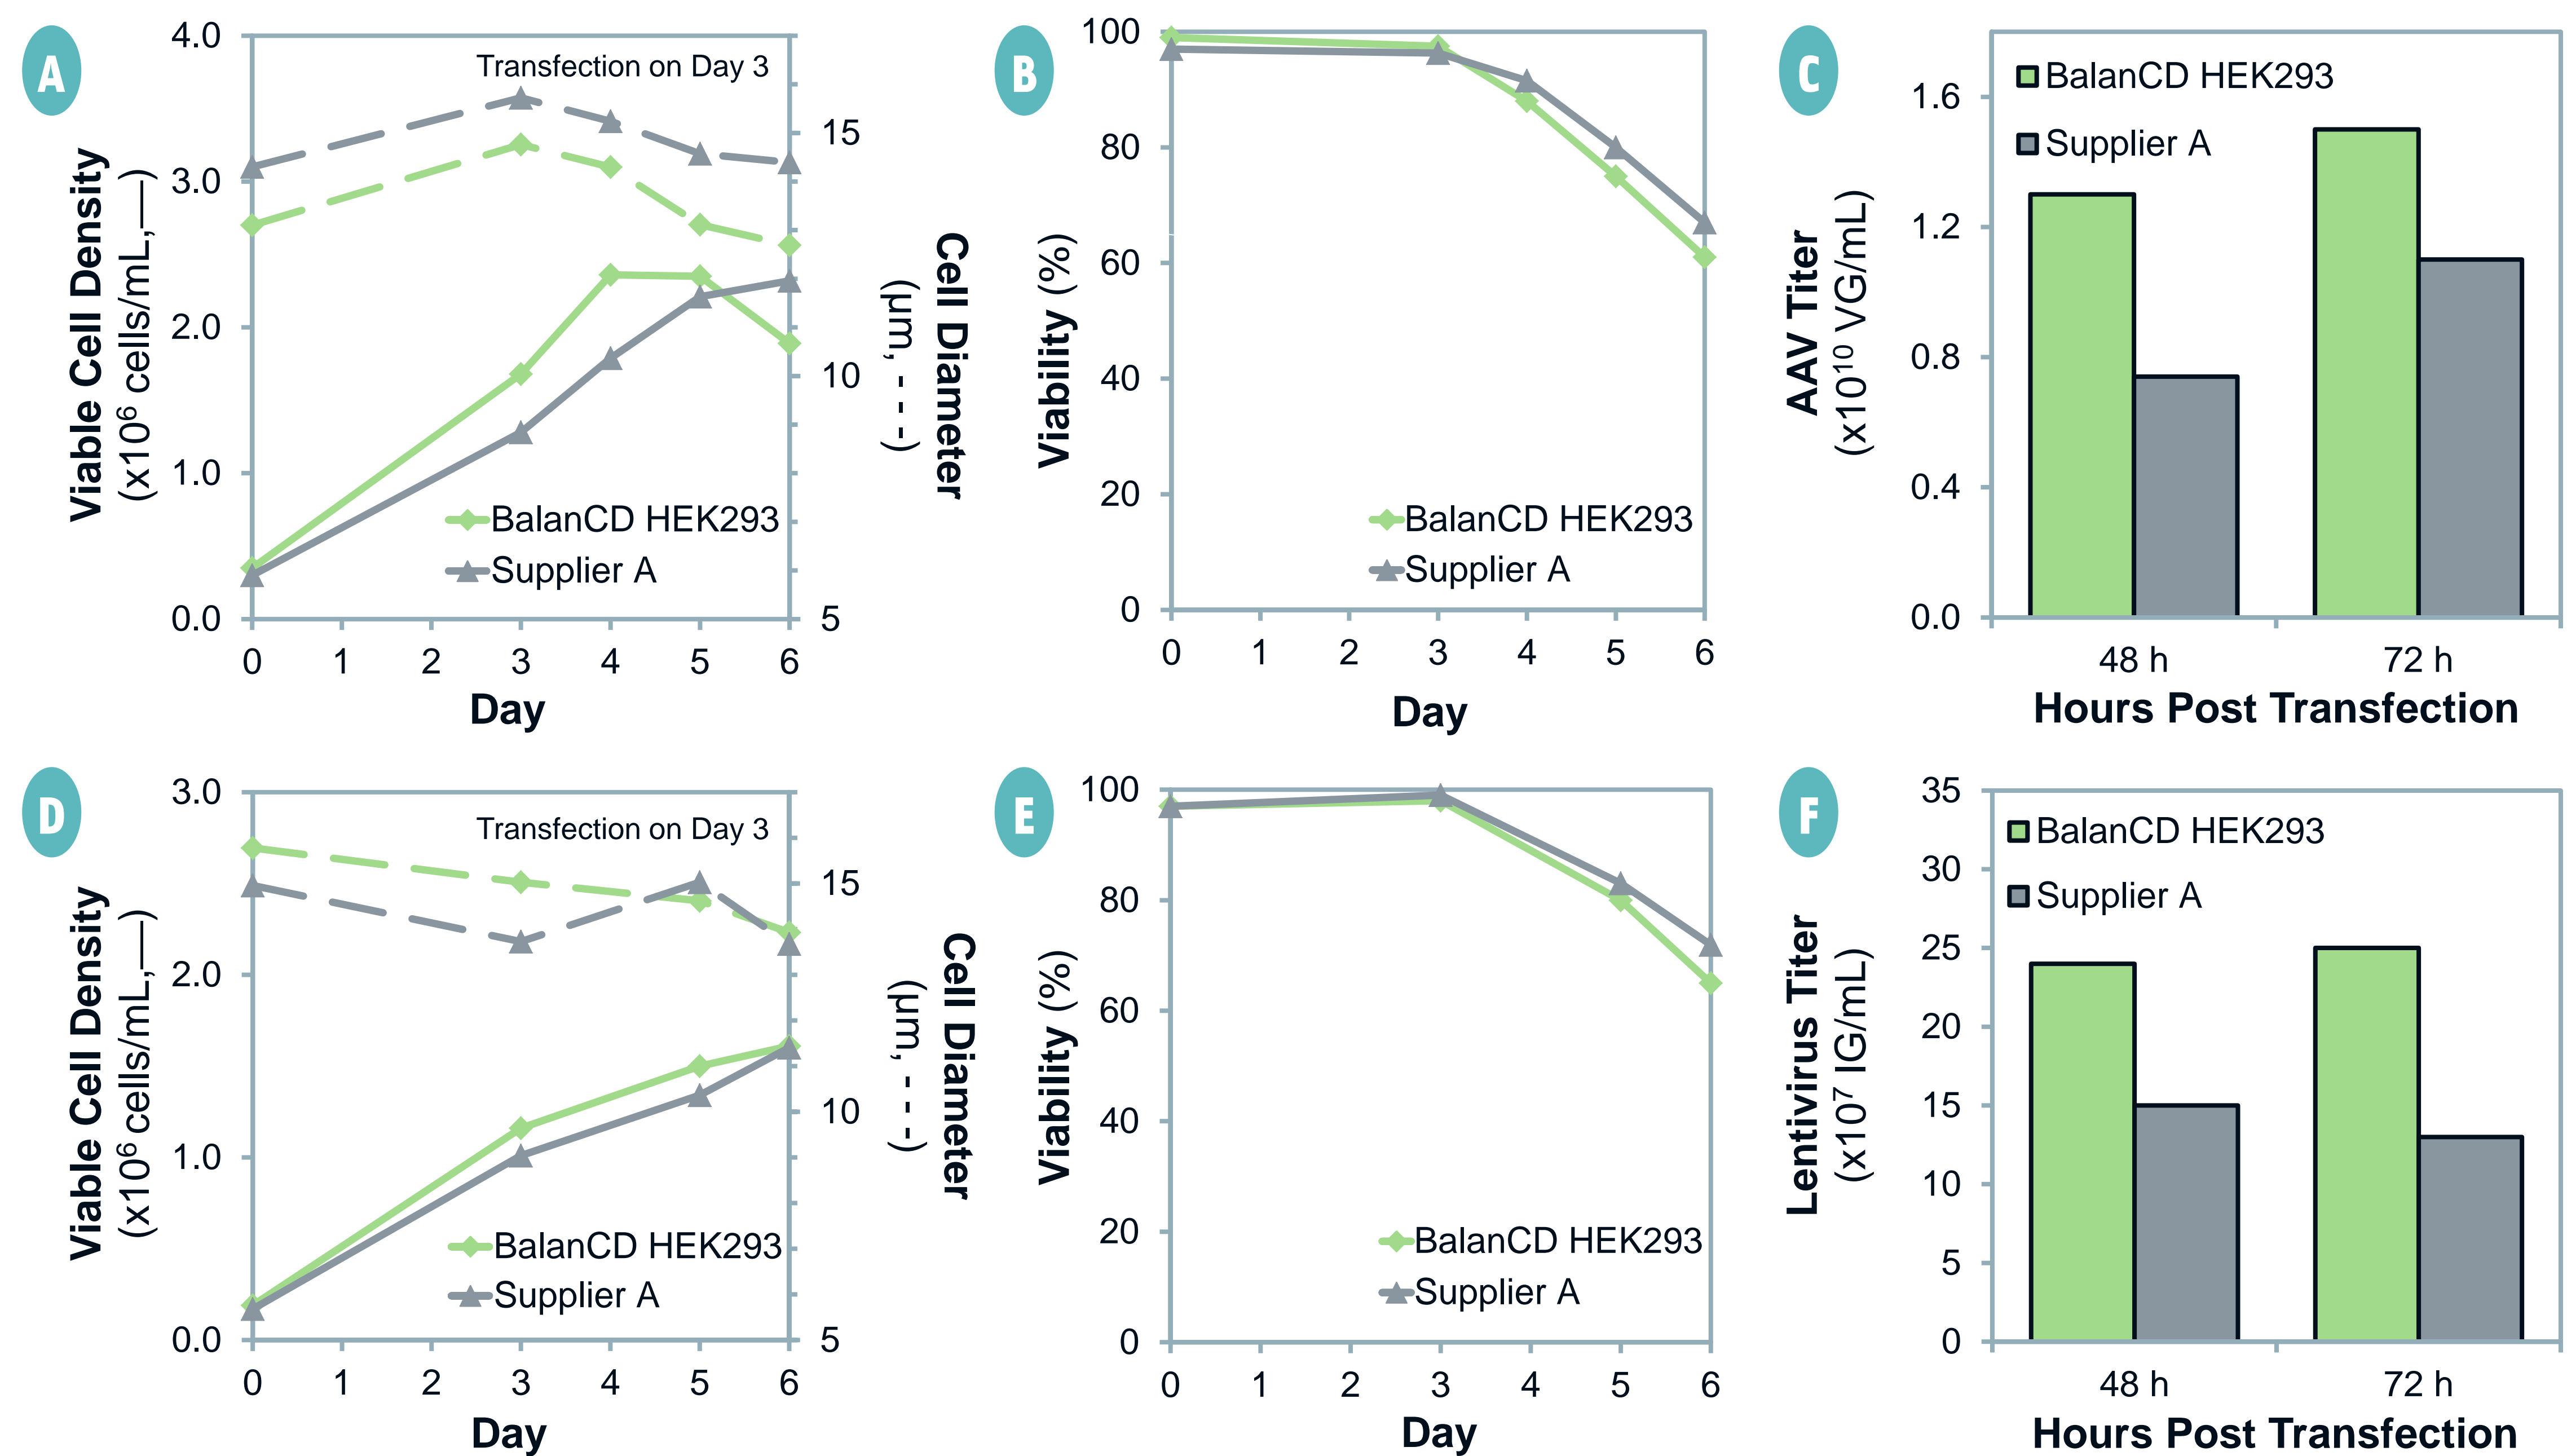 A
4.0
3.0
2.0
1.0
0.0
Viable Cell Density
(x10⁶ cells/mL,—)
Transfection on Day 3
BalanCD HEK293
Supplier A
15
10
5
Cell Diameter
(µm, - - -)
0 1 2 3 4 5 6
Day
B
100
80
60
40
20
0
Viability (%)
BalanCD HEK293
Supplier A
0 1 2 3 4 5 6
Day
C
1.6
1.2
0.8
0.4
0.0
AAV Titer
(x10¹⁰ VG/mL)
BalanCD HEK293
Supplier A
48 h 72 h
Hours Post Transfection
D
3.0
2.0
1.0
0.0
Viable Cell Density
(x10⁶ cells/mL,—)
Transfection on Day 3
BalanCD HEK293
Supplier A
15
10
5
Cell Diameter
(µm, - - -)
0 1 2 3 4 5 6
Day
E
100
80
60
40
20
0
Viability (%)
BalanCD HEK293
Supplier A
0 1 2 3 4 5 6
Day
F
35
30
25
20
15
10
5
0
Lentivirus Titer
(x10⁷ IG/mL)
BalanCD HEK293
Supplier A
48 h 72 h
Hours Post Transfection